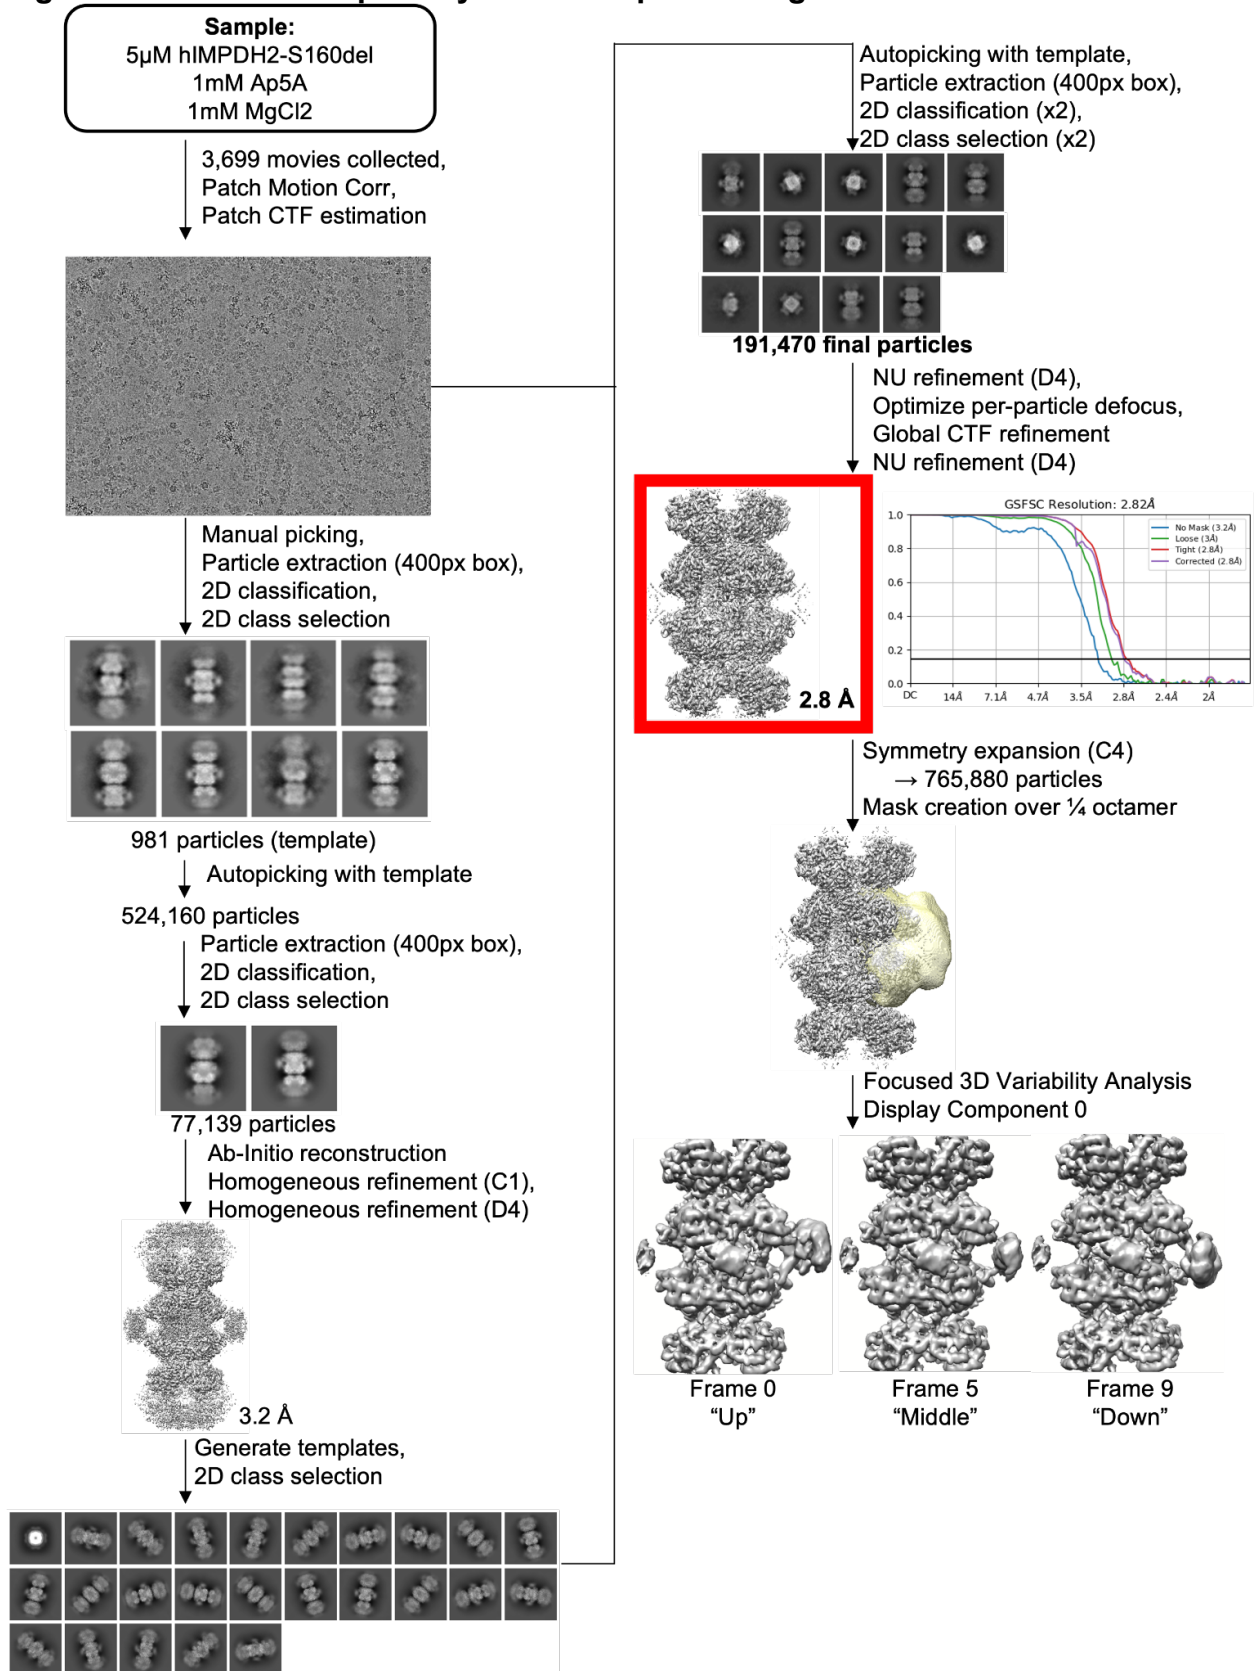 Sample:
5µM hIMPDH2-S160del
1mM Ap5A
1mM MgCl2
3,699 movies collected,
Patch Motion Corr,
Patch CTF estimation
Manual picking,
Particle extraction (400px box),
2D classification,
2D class selection
981 particles (template)
Autopicking with template
524,160 particles
Particle extraction (400px box),
2D classification,
2D class selection
77,139 particles
Ab-Initio reconstruction
Homogeneous refinement (C1),
Homogeneous refinement (D4)
3.2 Å
Generate templates,
2D class selection
Autopicking with template,
Particle extraction (400px box),
2D classification (x2),
2D class selection (x2)
191,470 final particles
NU refinement (D4),
Optimize per-particle defocus,
Global CTF refinement
NU refinement (D4)
2.8 Å
GSFSC Resolution: 2.82Å
1.0
0.8
0.6
0.4
0.2
0.0
No Mask (3.2Å)
Loose (3Å)
Tight (2.8Å)
Corrected (2.8Å)
DC 14Å 7.1Å 4.7Å 3.5Å 2.8Å 2.4Å 2Å
Symmetry expansion (C4)
→ 765,880 particles
Mask creation over ¼ octamer
Focused 3D Variability Analysis
Display Component 0
Frame 0
“Up”
Frame 5
“Middle”
Frame 9
“Down”